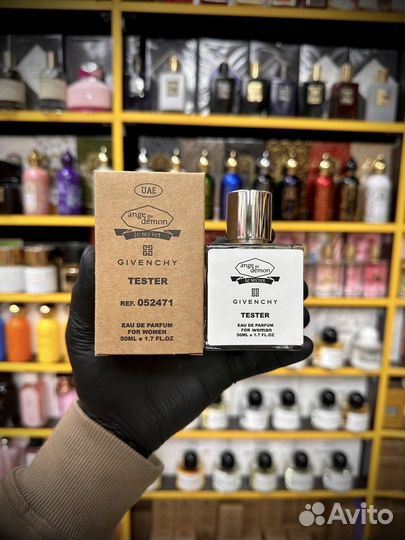 UAE
ange ou
démon
le secret
GIVENCHY
TESTER
REF. 052471
EAU DE PARFUM
FOR WOMEN
50ML e 1.7 FL.OZ
ange ou
démon
le secret
GIVENCHY
TESTER
EAU DE PARFUM
FOR woman
50ML e 1.7 FL.OZ
Avito